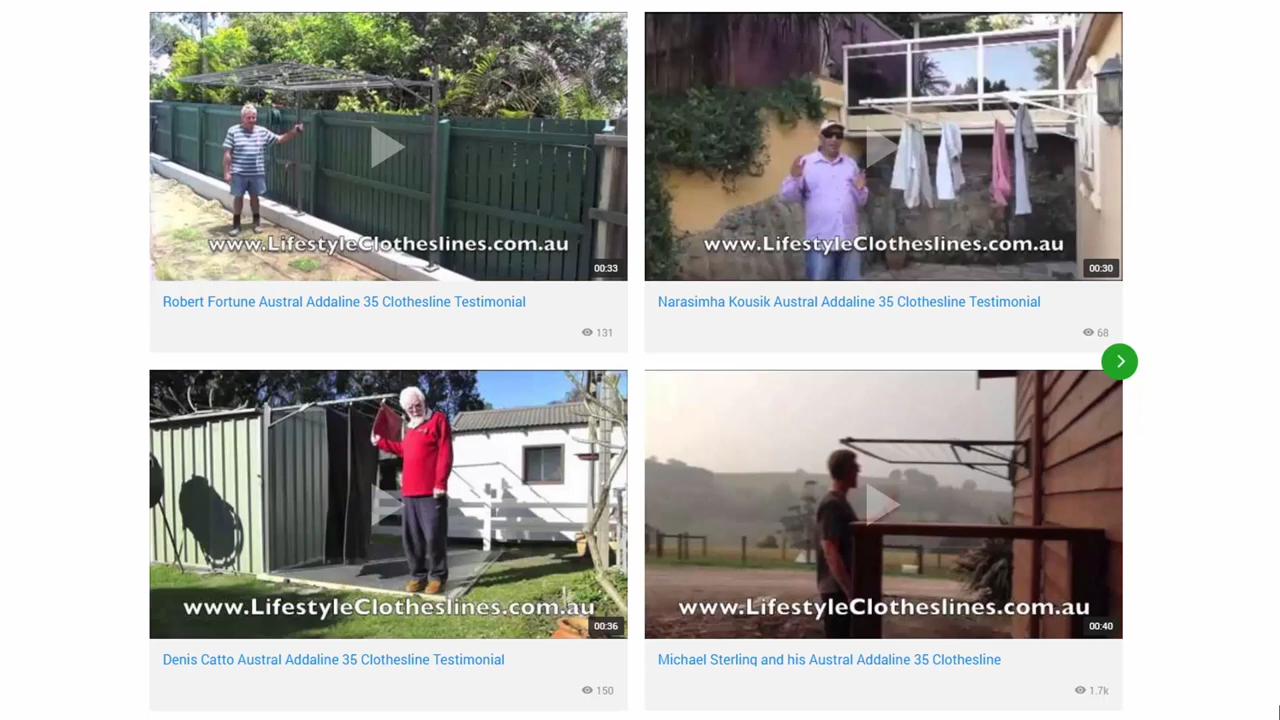 www.LifestyleClotheslines.com.au
00:33
Robert Fortune Austral Addaline 35 Clothesline Testimonial
131
www.LifestyleClotheslines.com.au
00:30
Narasimha Kousik Austral Addaline 35 Clothesline Testimonial
68
www.LifestyleClotheslines.com.au
00:36
Denis Catto Austral Addaline 35 Clothesline Testimonial
150
www.LifestyleClotheslines.com.au
00:40
Michael Sterling and his Austral Addaline 35 Clothesline
1.7k